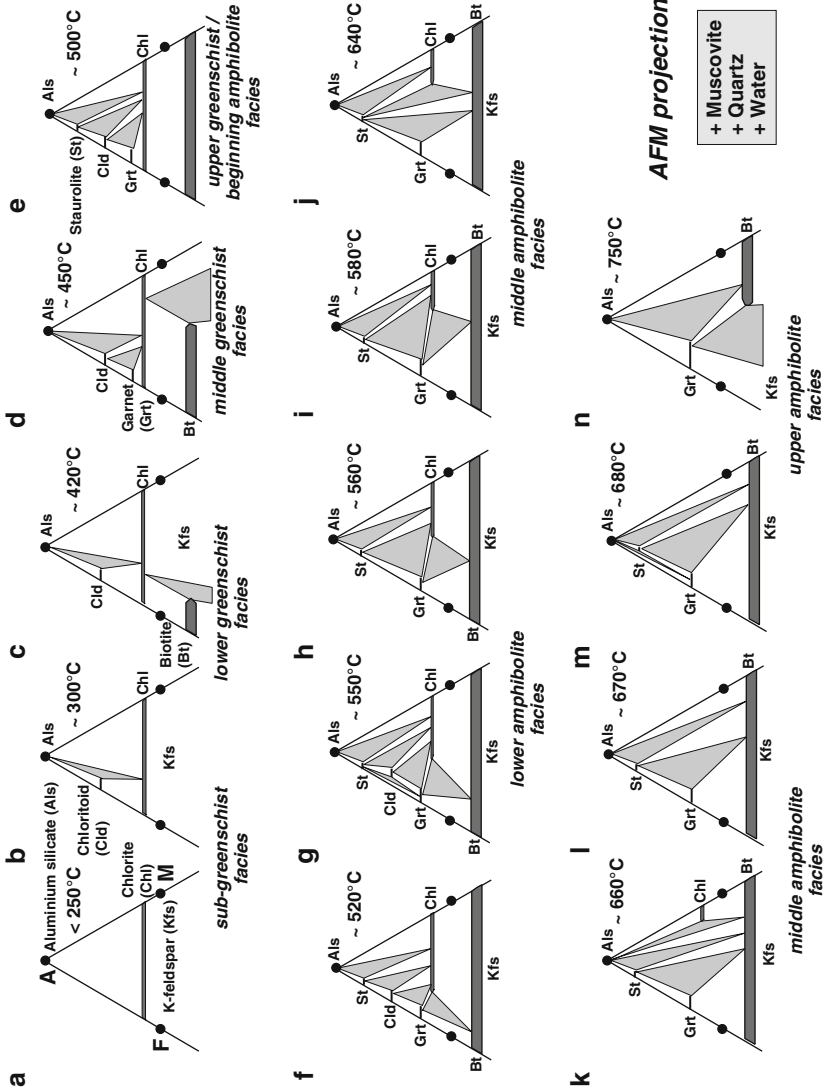 a
A
Aluminium silicate (Als)
< 250°C
Chlorite
(Chl)
M
F
K-feldspar (Kfs)
b
Als
~ 300°C
Chloritoid
(Cld)
Chl
Kfs
sub-greenschist
facies
c
Als
~ 420°C
Cld
Chl
Kfs
Biotite
(Bt)
lower greenschist
facies
d
Als
~ 450°C
Cld
Chl
Garnet
(Grt)
Bt
middle greenschist
facies
e
Als
~ 500°C
Staurolite (St)
Cld
Chl
Grt
upper greenschist /
beginning amphibolite
facies
f
Als
~ 520°C
St
Cld
Chl
Grt
Kfs
Bt
g
Als
~ 550°C
St
Cld
Chl
Grt
Kfs
Bt
lower amphibolite
facies
h
Als
~ 560°C
St
Chl
Grt
Kfs
Bt
i
Als
~ 580°C
St
Chl
Grt
Kfs
middle amphibolite
facies
j
Als
~ 640°C
St
Chl
Grt
Kfs
Bt
k
Als
~ 660°C
St
Chl
Grt
Bt
Kfs
l
Als
~ 670°C
St
Grt
Bt
Kfs
middle amphibolite
facies
m
Als
~ 680°C
St
Grt
Bt
Kfs
n
Als
~ 750°C
Grt
Bt
Kfs
upper amphibolite
facies
AFM projection
+ Muscovite
+ Quartz
+ Water